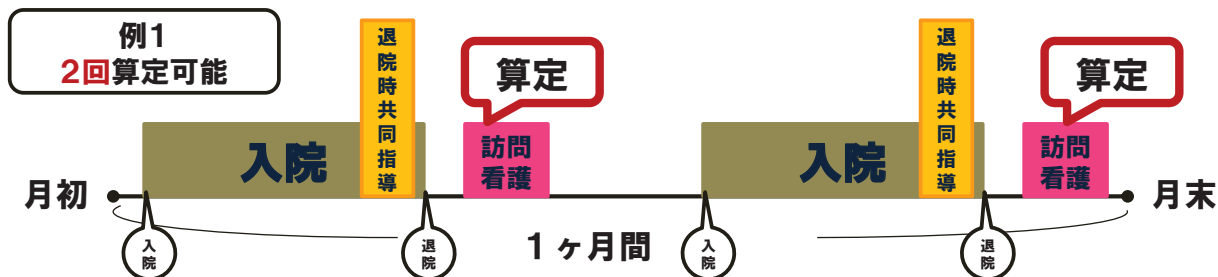 例1
2回算定可能
退院時共同指導
算定
退院時共同指導
算定
入院
訪問
看護
入院
訪問
看護
月初
月末
入院
退院
1ヶ月間
入院
退院